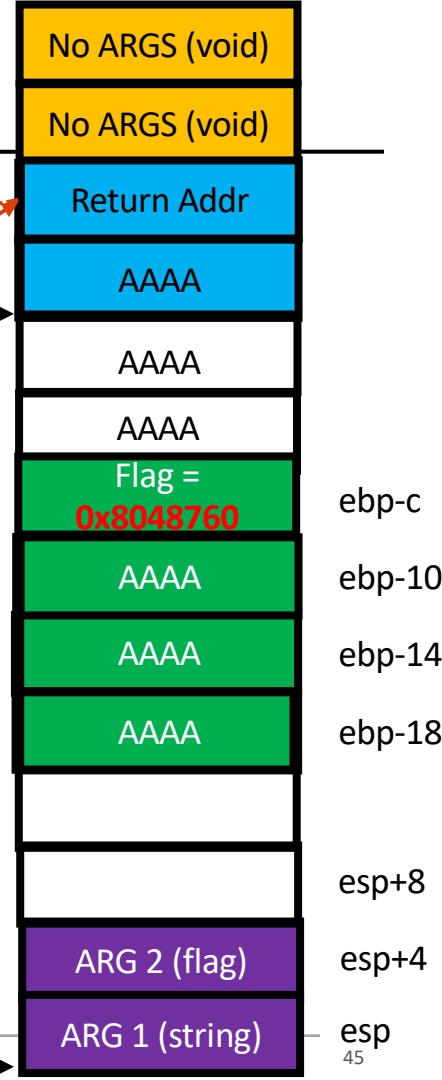 No ARGS (void)
No ARGS (void)
Return Addr
AAAA
AAAA
AAAA
Flag =
0x8048760
ebp-c
AAAA
ebp-10
AAAA
ebp-14
AAAA
ebp-18
esp+8
ARG 2 (flag)
esp+4
ARG 1 (string)
esp
45